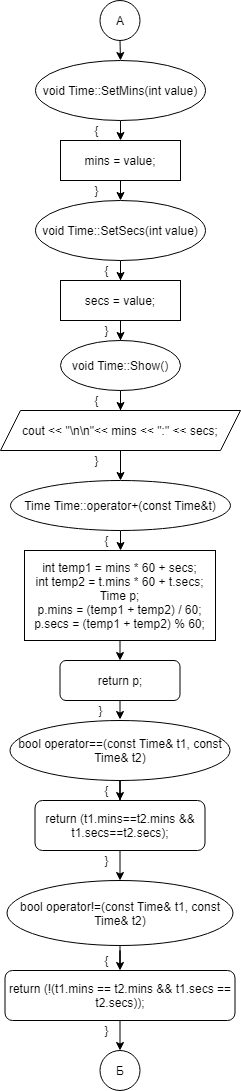 А
void Time::SetMins(int value)
{
mins = value;
}
void Time::SetSecs(int value)
{
secs = value;
}
void Time::Show()
{
cout << "\n\n"<< mins << ":" << secs;
}
Time Time::operator+(const Time&t)
{
int temp1 = mins * 60 + secs;
int temp2 = t.mins * 60 + t.secs;
Time p;
p.mins = (temp1 + temp2) / 60;
p.secs = (temp1 + temp2) % 60;
return p;
}
bool operator==(const Time& t1, const
Time& t2)
{
return (t1.mins==t2.mins &&
t1.secs==t2.secs);
}
bool operator!=(const Time& t1, const
Time& t2)
{
return (!(t1.mins == t2.mins && t1.secs ==
t2.secs));
}
Б